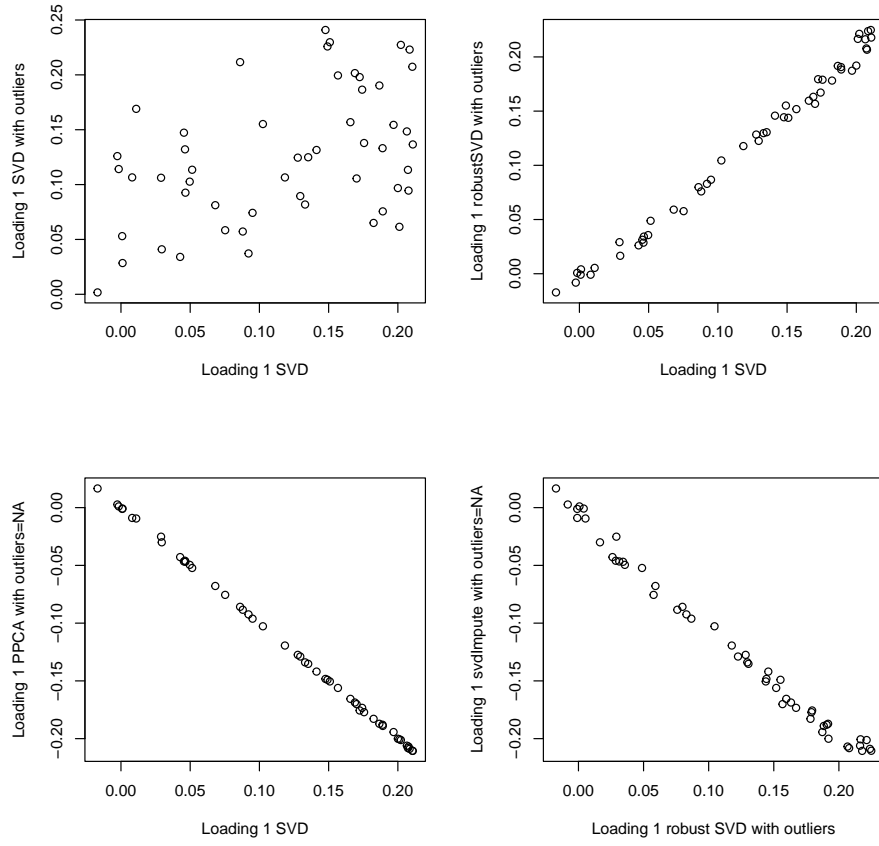 0.00 0.05 0.10 0.15 0.20
0.00 0.05 0.10 0.15 0.20 0.25
Loading 1 SVD
Loading 1 SVD with outliers
0.00 0.05 0.10 0.15 0.20
0.00 0.05 0.10 0.15 0.20
Loading 1 SVD
Loading 1 robustSVD with outliers
0.00 0.05 0.10 0.15 0.20
−0.20 −0.15 −0.10 −0.05 0.00
Loading 1 SVD
Loading 1 PPCA with outliers=NA
0.00 0.05 0.10 0.15 0.20
−0.20 −0.15 −0.10 −0.05 0.00
Loading 1 robust SVD with outliers
Loading 1 svdImpute with outliers=NA